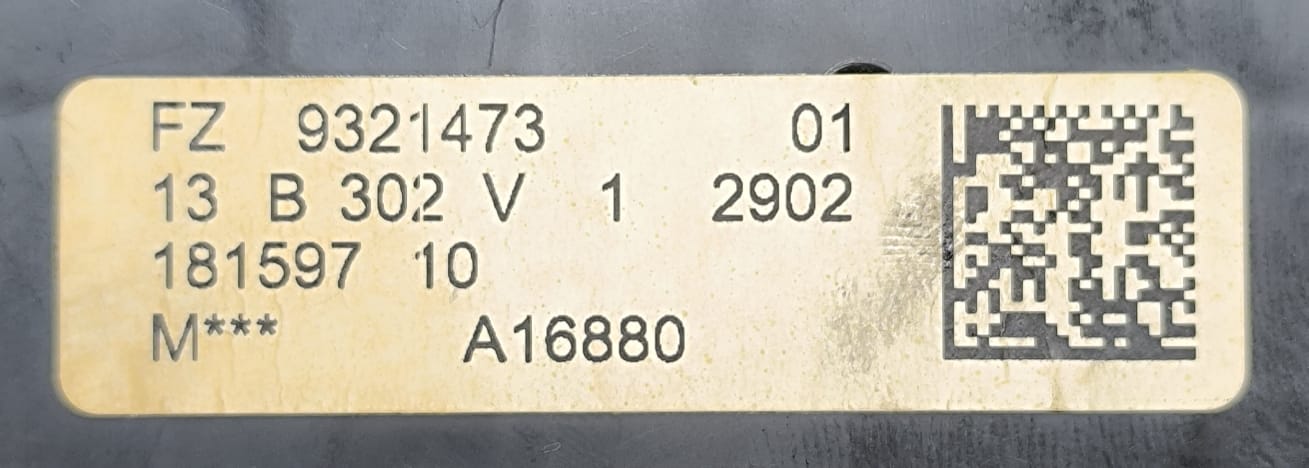 FZ 9321473 01
13 B 302 V 1 2902
181597 10
M*** A16880